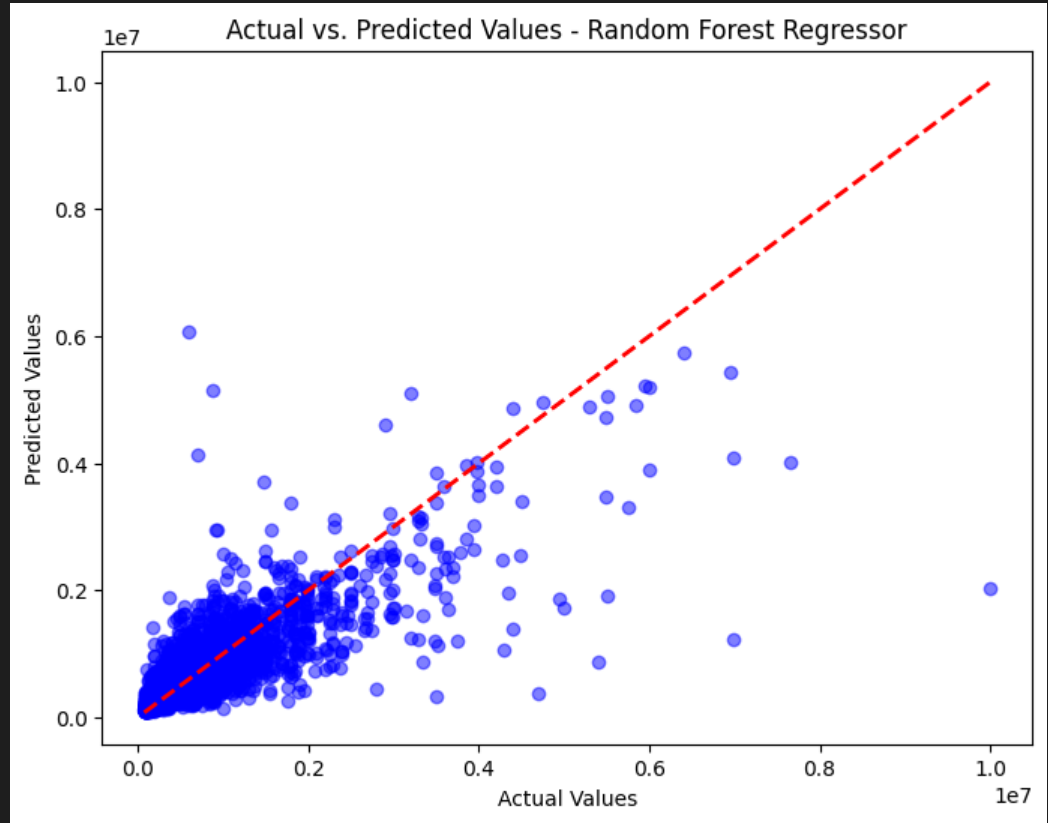 Actual vs. Predicted Values - Random Forest Regressor
1e7
1.0
0.8
0.6
0.4
0.2
0.0
Predicted Values
0.0 0.2 0.4 0.6 0.8 1.0
1e7
Actual Values